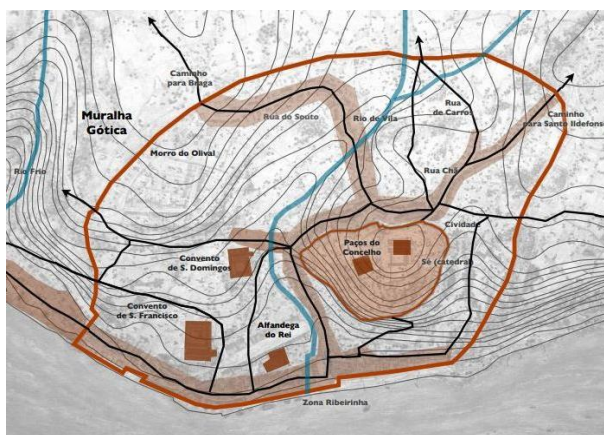 Caminho
para Braga
Muralha
Gótica
Rua do Souto
Rio de Vila
Rua
de Carros
Caminho
para Santo Ildefonso
Morro do Olival
Rio Frio
Rua Chã
Cividade
Paços do
Concelho
Sé (catedral)
Convento
de S. Domingos
Convento
de S. Francisco
Alfandega
do Rei
Zona Ribeirinha